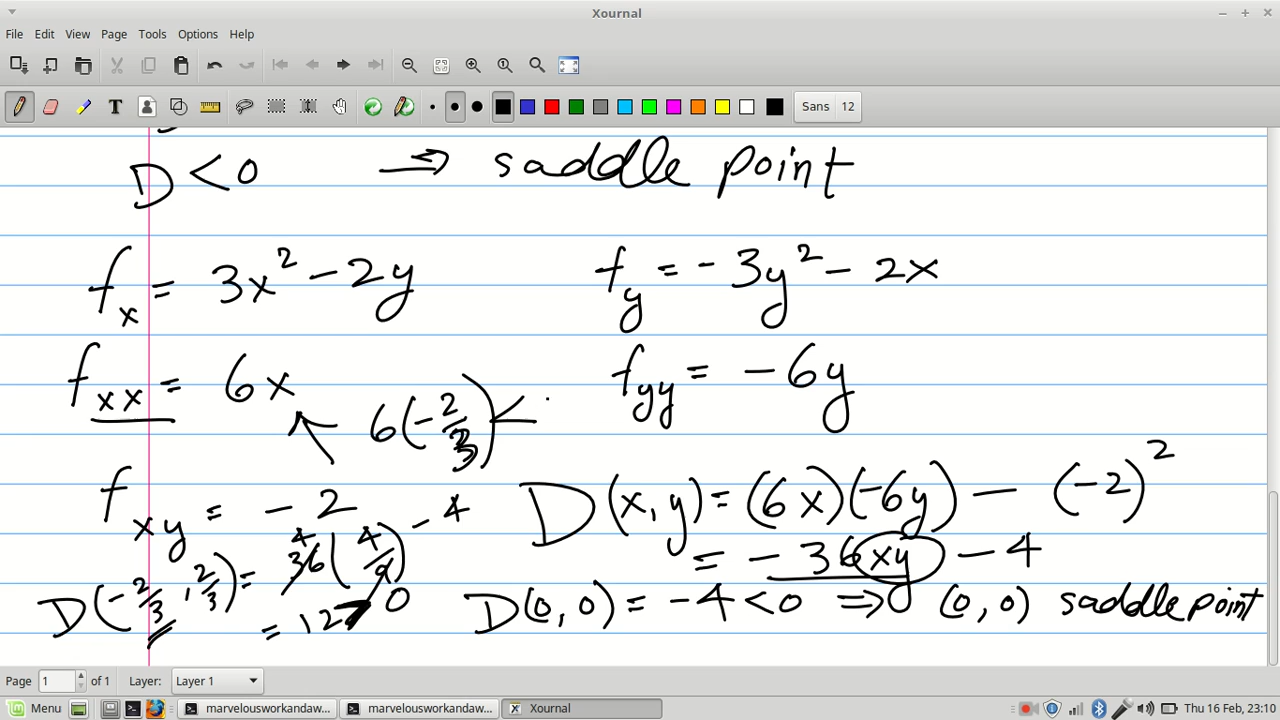 Xournal
File Edit View Page Tools Options Help
Sans 12
D < 0 → saddle point
f_x = 3x² − 2y f_y = − 3y² − 2x
f_xx = 6x f_yy = − 6y
6(−2/3)
f_xy = − 2 D(x,y) = (6x)(−6y) − (−2)²
= − 36xy − 4
D(−2/3, 2/3) = 36(4/9) − 4
4
= 12 > 0
D(0,0) = −4 < 0 ⇒ (0,0) saddle point
Page 1 of 1 Layer: Layer 1
Menu marvelousworkandaw... marvelousworkandaw... Xournal Thu 16 Feb, 23:10